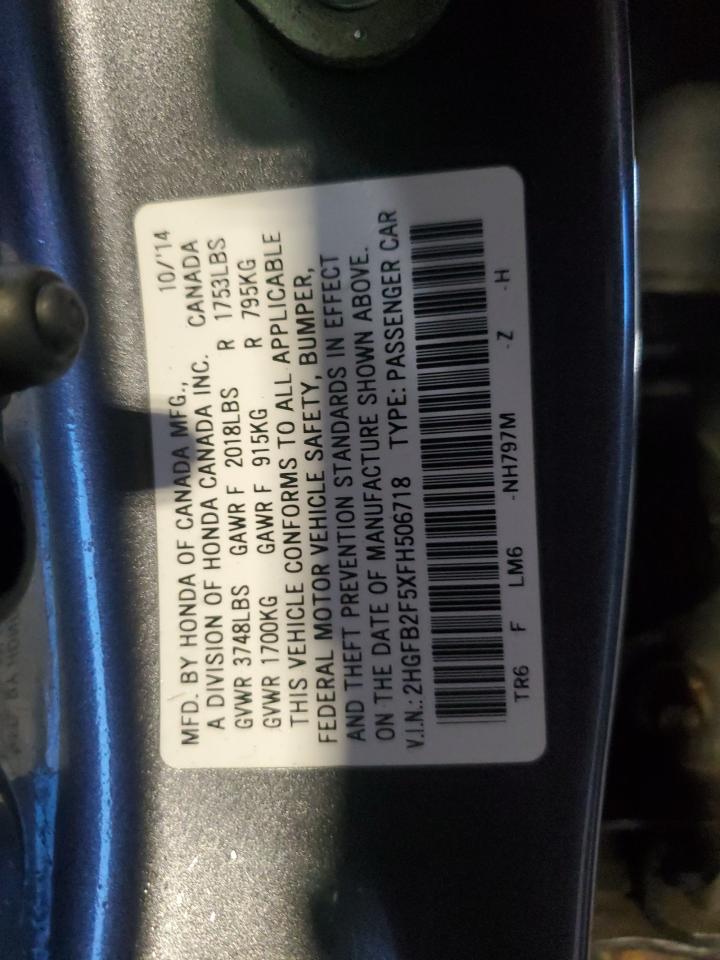 MFD. BY HONDA OF CANADA MFG., 10/'14
A DIVISION OF HONDA CANADA INC. CANADA
GVWR 3748LBS GAWR F 2018LBS R 1753LBS
GVWR 1700KG GAWR F 915KG R 795KG
THIS VEHICLE CONFORMS TO ALL APPLICABLE
FEDERAL MOTOR VEHICLE SAFETY, BUMPER,
AND THEFT PREVENTION STANDARDS IN EFFECT
ON THE DATE OF MANUFACTURE SHOWN ABOVE.
V.I.N.: 2HGFB2F5XFH506718 TYPE: PASSENGER CAR
TR6 F LM6 -NH797M -Z -H